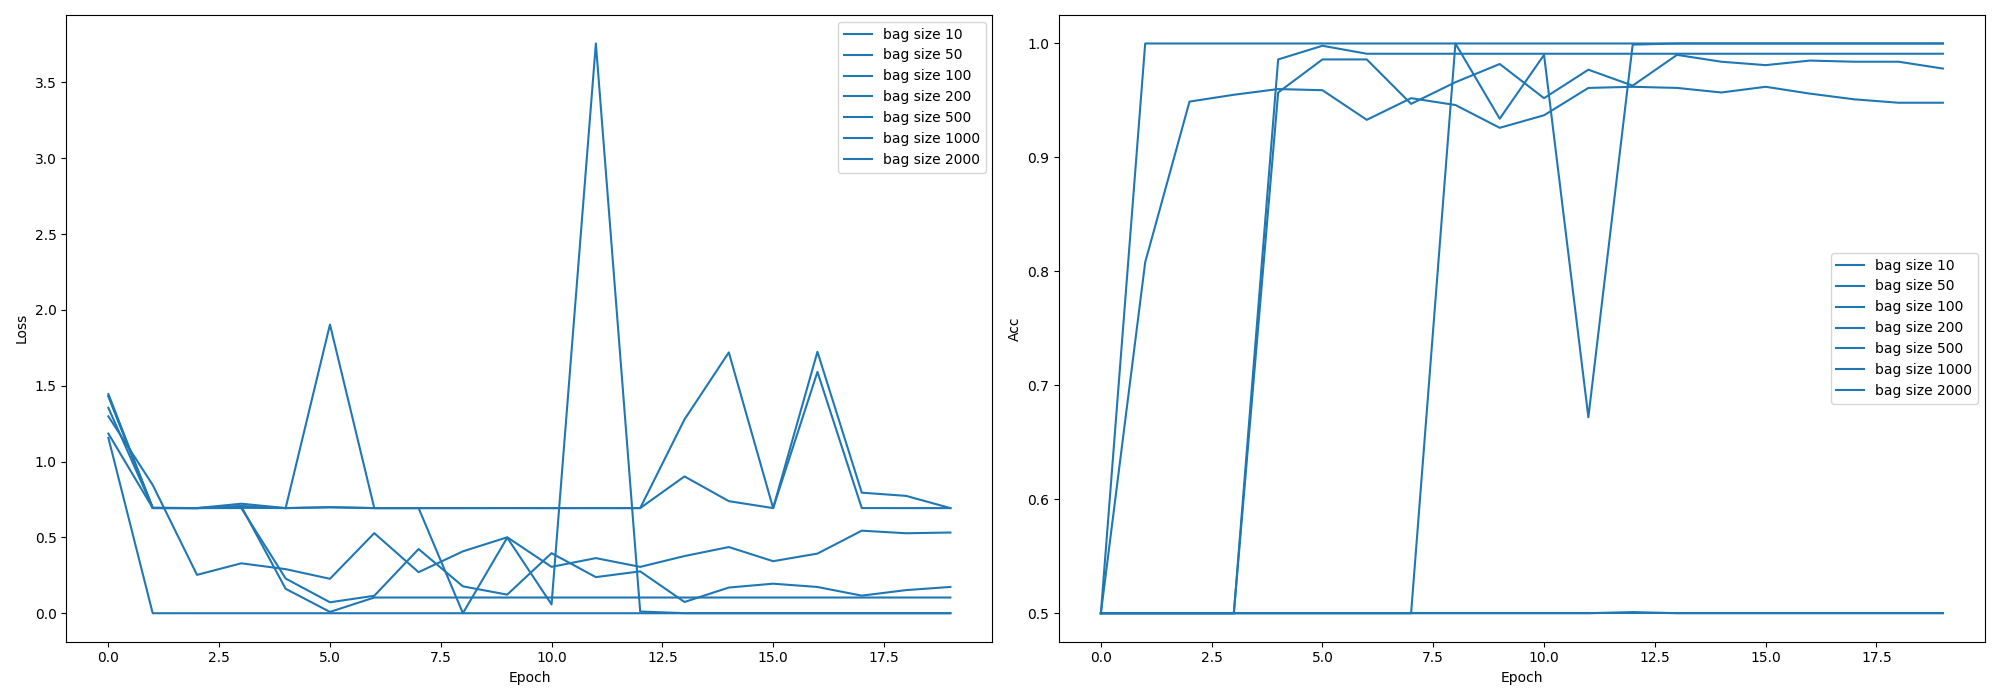 bag size 10
bag size 50
bag size 100
bag size 200
bag size 500
bag size 1000
bag size 2000
3.5
3.0
2.5
2.0
1.5
1.0
0.5
0.0
Loss
0.0 2.5 5.0 7.5 10.0 12.5 15.0 17.5
Epoch
1.0
0.9
0.8
0.7
0.6
0.5
Acc
bag size 10
bag size 50
bag size 100
bag size 200
bag size 500
bag size 1000
bag size 2000
0.0 2.5 5.0 7.5 10.0 12.5 15.0 17.5
Epoch